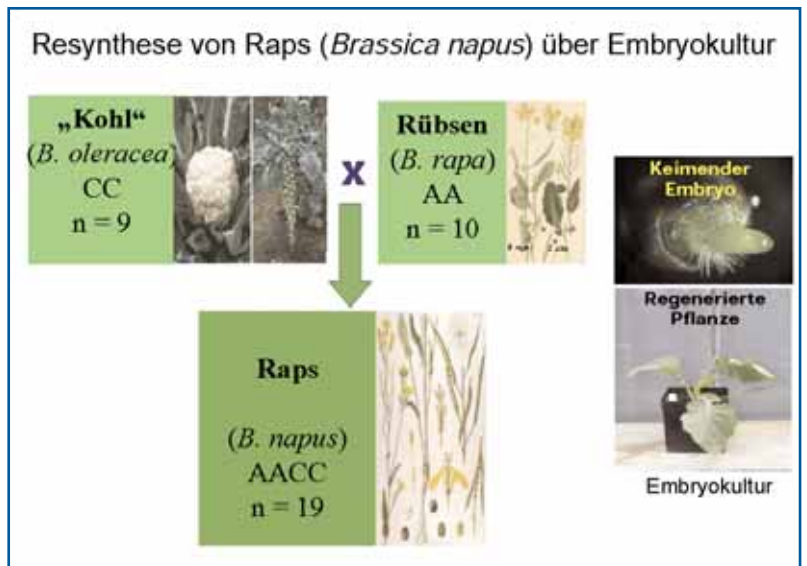 Resynthese von Raps (Brassica napus) über Embryokultur
„Kohl“
(B. oleracea)
CC
n = 9
x
Rübsen
(B. rapa)
AA
n = 10
Keimender
Embryo
Regenerierte
Pflanze
Embryokultur
Raps
(B. napus)
AACC
n = 19